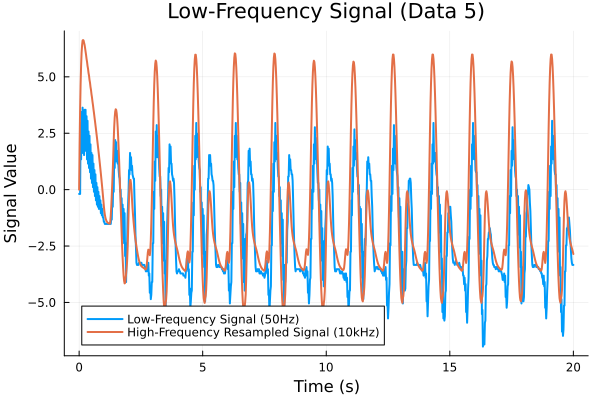 Low-Frequency Signal (Data 5)
Signal Value
5.0
2.5
0.0
−2.5
−5.0
Low-Frequency Signal (50Hz)
High-Frequency Resampled Signal (10kHz)
0
5
10
15
20
Time (s)